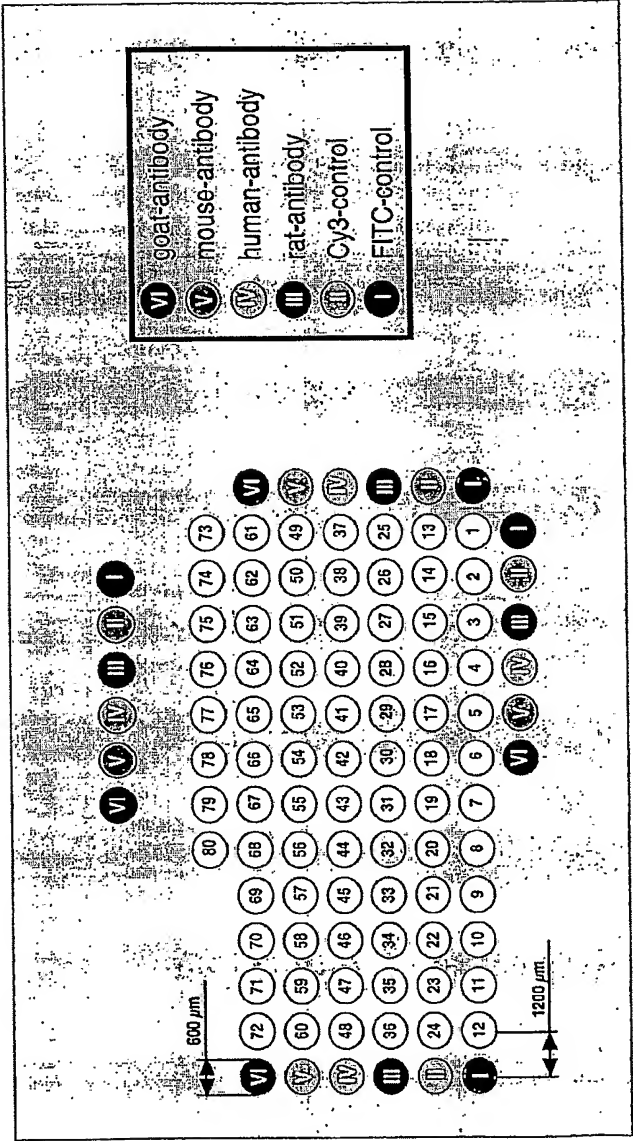 VI V IV III II I
80 79 78 77 76 75 74 73
600 µm
VI 72 71 70 69 68 67 66 65 64 63 62 61 VI
V 60 59 58 57 56 55 54 53 52 51 50 49 V
IV 48 47 46 45 44 43 42 41 40 39 38 37 IV
III 36 35 34 33 32 31 30 29 28 27 26 25 III
II 24 23 22 21 20 19 18 17 16 15 14 13 II
I 12 11 10 9 8 7 6 5 4 3 2 1 I
VI V IV III II I
1200 µm
VI goat-antibody
V mouse-antibody
IV human-antibody
III rat-antibody
II Cy3-control
I FITC-control